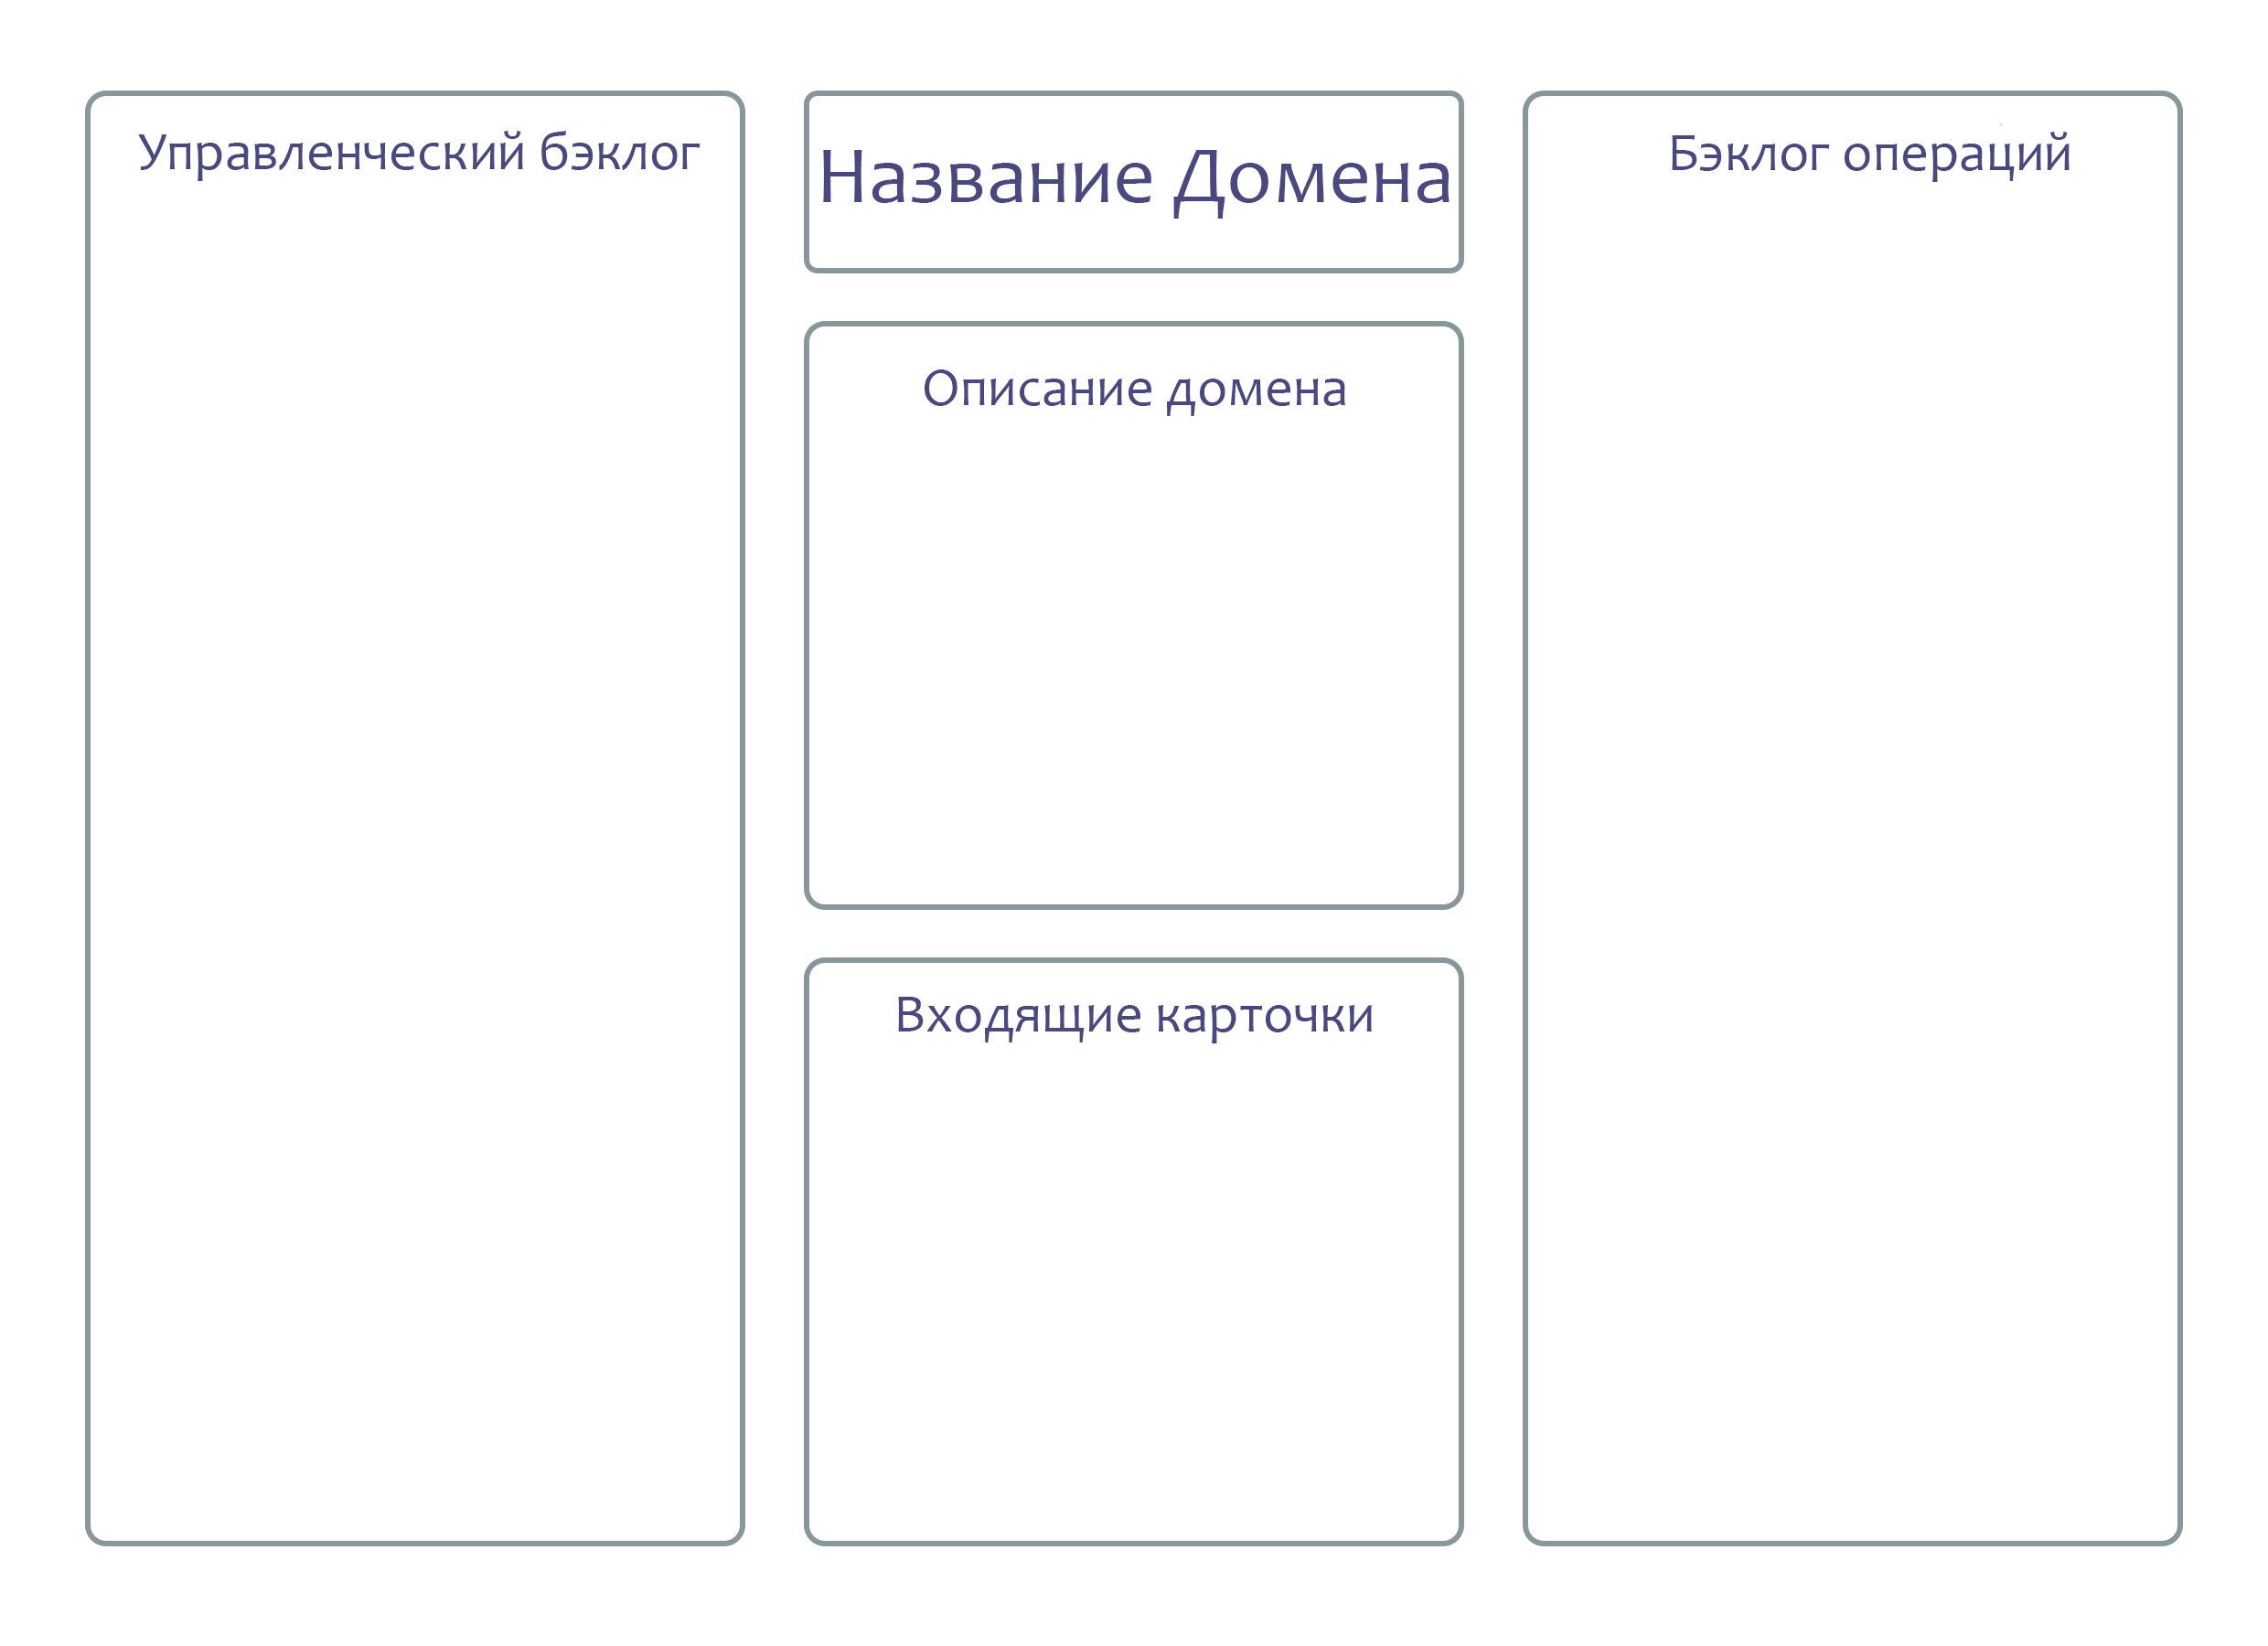 Управленческий бэклог
Название Домена
Описание домена
Входящие карточки
Бэклог операций